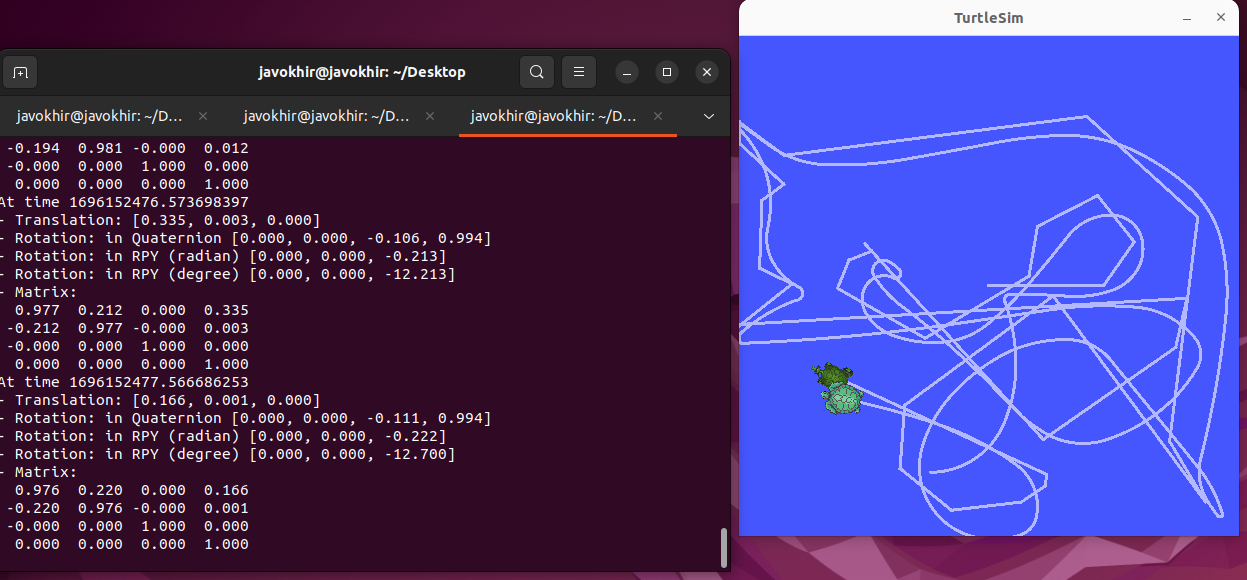 TurtleSim
javokhir@javokhir: ~/Desktop
javokhir@javokhir: ~/D... javokhir@javokhir: ~/D... javokhir@javokhir: ~/D...
-0.194 0.981 -0.000 0.012
-0.000 0.000 1.000 0.000
0.000 0.000 0.000 1.000
At time 1696152476.573698397
- Translation: [0.335, 0.003, 0.000]
- Rotation: in Quaternion [0.000, 0.000, -0.106, 0.994]
- Rotation: in RPY (radian) [0.000, 0.000, -0.213]
- Rotation: in RPY (degree) [0.000, 0.000, -12.213]
- Matrix:
0.977 0.212 0.000 0.335
-0.212 0.977 -0.000 0.003
-0.000 0.000 1.000 0.000
0.000 0.000 0.000 1.000
At time 1696152477.566686253
- Translation: [0.166, 0.001, 0.000]
- Rotation: in Quaternion [0.000, 0.000, -0.111, 0.994]
- Rotation: in RPY (radian) [0.000, 0.000, -0.222]
- Rotation: in RPY (degree) [0.000, 0.000, -12.700]
- Matrix:
0.976 0.220 0.000 0.166
-0.220 0.976 -0.000 0.001
-0.000 0.000 1.000 0.000
0.000 0.000 0.000 1.000